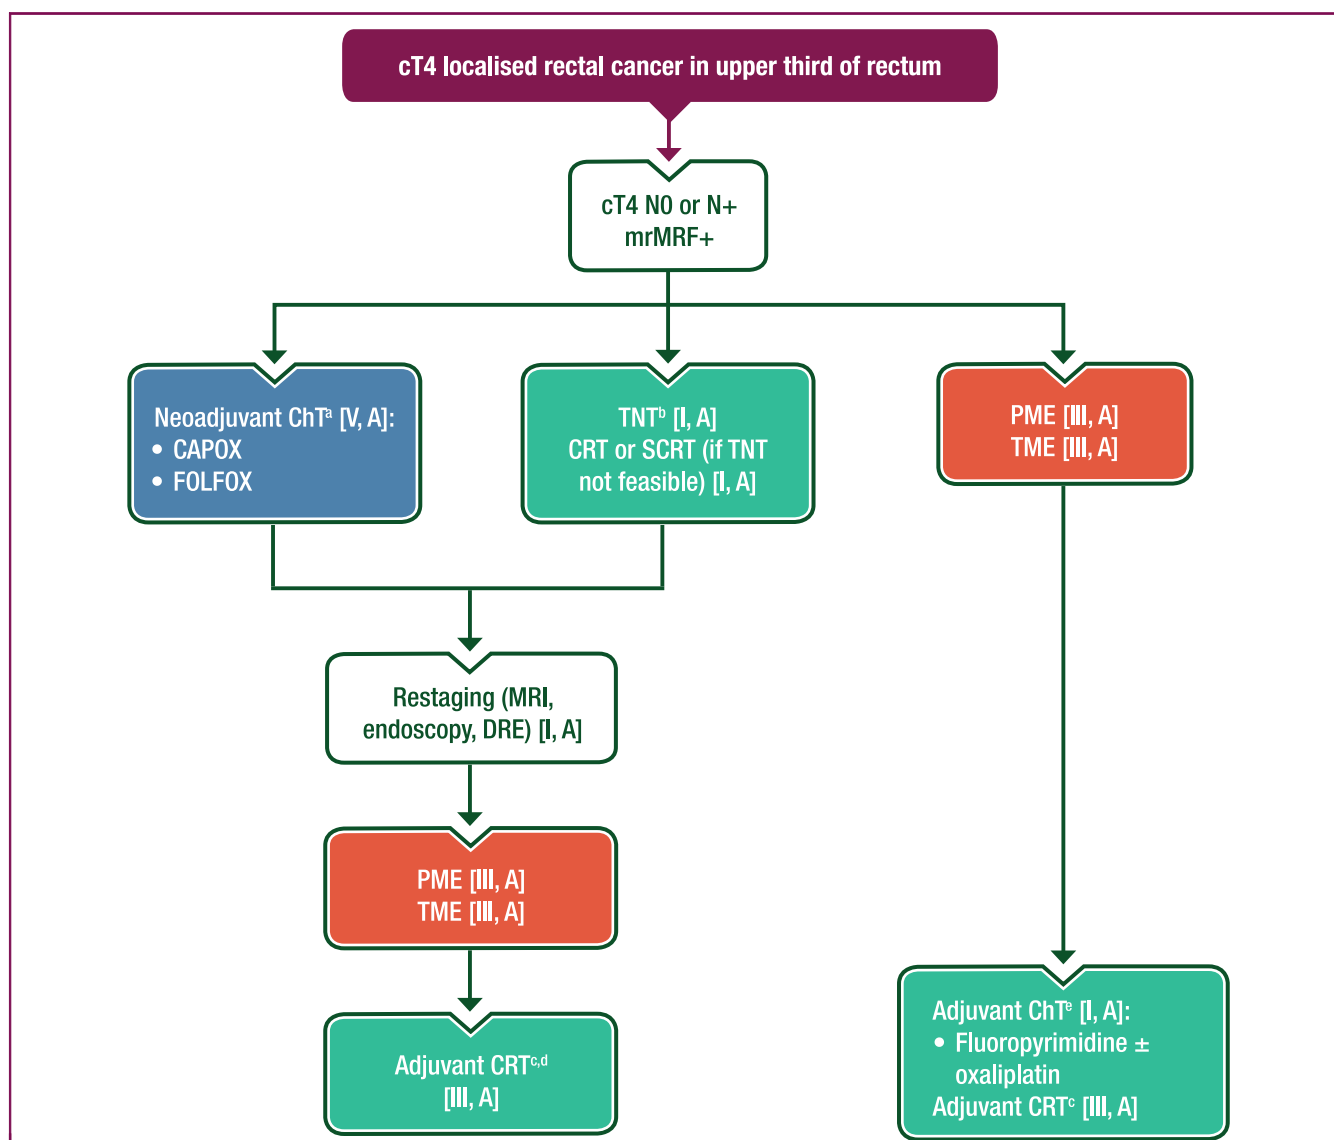 cT4 localised rectal cancer in upper third of rectum
cT4 N0 or N+
mrMRF+
Neoadjuvant ChTᵃ [V, A]:
• CAPOX
• FOLFOX
TNTᵇ [I, A]
CRT or SCRT (if TNT
not feasible) [I, A]
PME [III, A]
TME [III, A]
Restaging (MRI,
endoscopy, DRE) [I, A]
PME [III, A]
TME [III, A]
Adjuvant CRTᶜ,ᵈ
[III, A]
Adjuvant ChTᵉ [I, A]:
• Fluoropyrimidine ±
oxaliplatin
Adjuvant CRTᶜ [III, A]